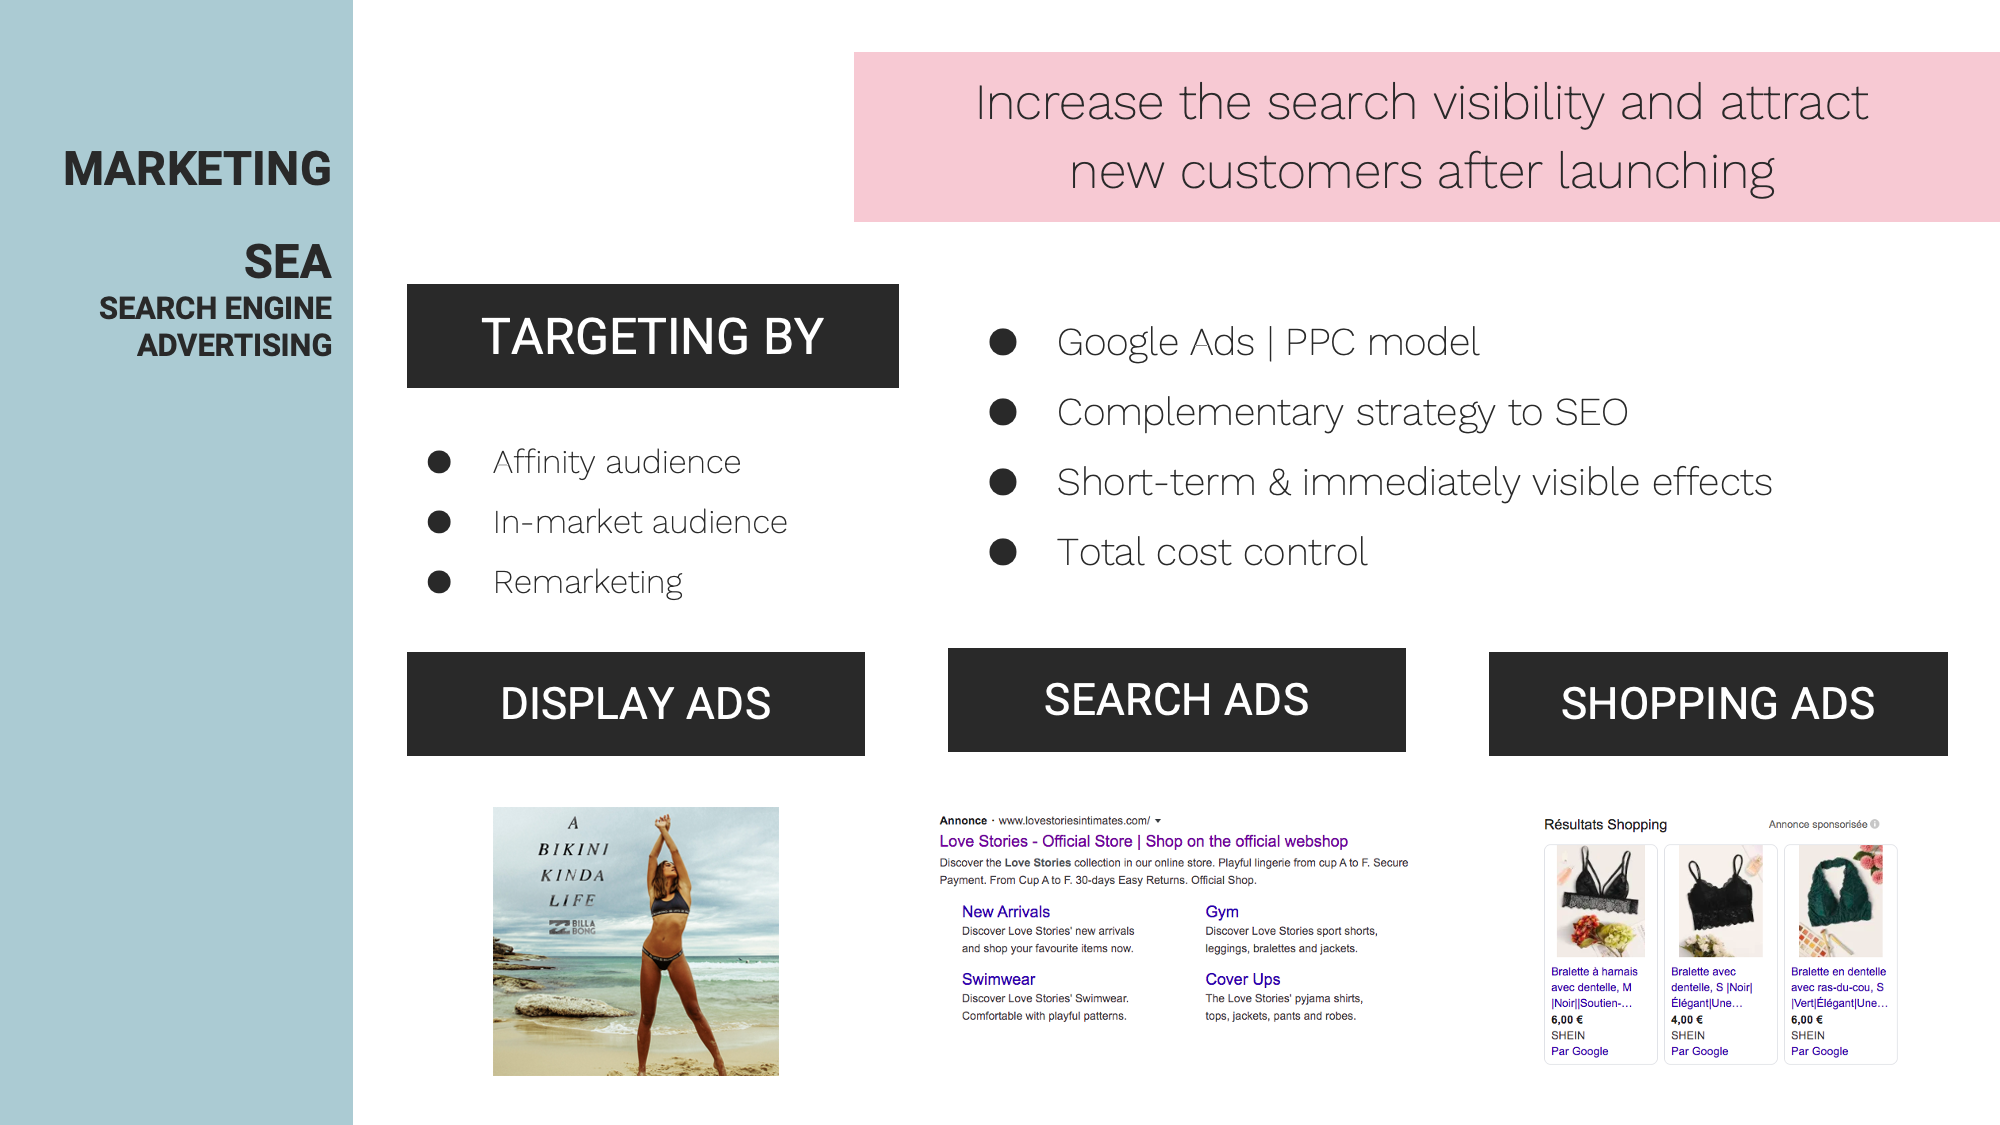 MARKETING
SEA
SEARCH ENGINE
ADVERTISING
Increase the search visibility and attract
new customers after launching
TARGETING BY
● Affinity audience
● In-market audience
● Remarketing
● Google Ads | PPC model
● Complementary strategy to SEO
● Short-term & immediately visible effects
● Total cost control
DISPLAY ADS
A
BIKINI
KINDA
LIFE
BILLA
BONG
SEARCH ADS
Annonce · www.lovestoriesintimates.com/
Love Stories - Official Store | Shop on the official webshop
Discover the Love Stories collection in our online store. Playful lingerie from cup A to F. Secure
Payment. From Cup A to F. 30-days Easy Returns. Official Shop.
New Arrivals
Discover Love Stories' new arrivals
and shop your favourite items now.
Gym
Discover Love Stories sport shorts,
leggings, bralettes and jackets.
Swimwear
Discover Love Stories' Swimwear.
Comfortable with playful patterns.
Cover Ups
The Love Stories' pyjama shirts,
tops, jackets, pants and robes.
SHOPPING ADS
Résultats Shopping
Annonce sponsorisée
Bralette à harnais
avec dentelle, M
|Noir||Soutien-...
6,00 €
SHEIN
Par Google
Bralette avec
dentelle, S |Noir|
Élégant|Une...
4,00 €
SHEIN
Par Google
Bralette en dentelle
avec ras-du-cou, S
|Vert|Élégant|Une...
6,00 €
SHEIN
Par Google